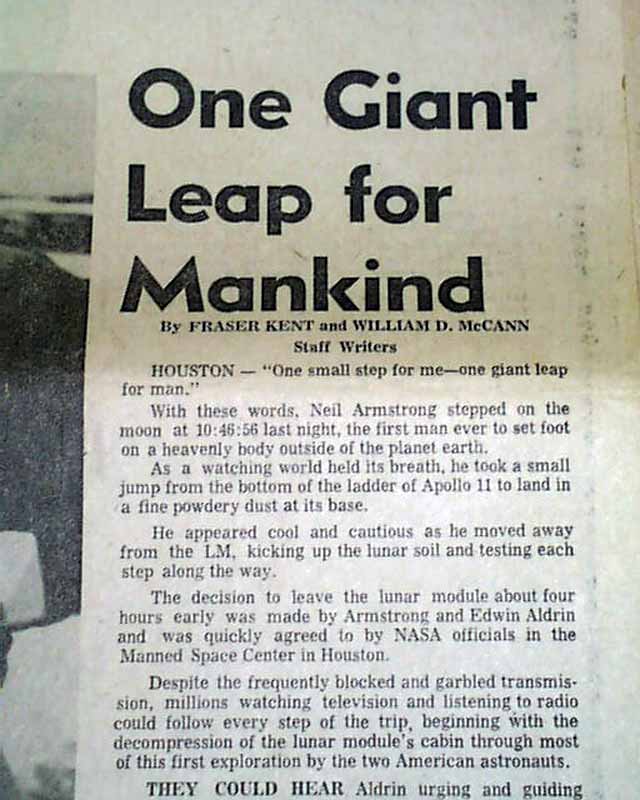 One Giant
Leap for
Mankind
By FRASER KENT and WILLIAM D. McCANN
Staff Writers
HOUSTON — "One small step for me—one giant leap
for man."
With these words, Neil Armstrong stepped on the
moon at 10:46:56 last night, the first man ever to set foot
on a heavenly body outside of the planet earth.
As a watching world held its breath, he took a small
jump from the bottom of the ladder of Apollo 11 to land in
a fine powdery dust at its base.
He appeared cool and cautious as he moved away
from the LM, kicking up the lunar soil and testing each
step along the way.
The decision to leave the lunar module about four
hours early was made by Armstrong and Edwin Aldrin
and was quickly agreed to by NASA officials in the
Manned Space Center in Houston.
Despite the frequently blocked and garbled transmis-
sion, millions watching television and listening to radio
could follow every step of the trip, beginning with the
decompression of the lunar module's cabin through most
of this first exploration by the two American astronauts.
THEY COULD HEAR Aldrin urging and guiding